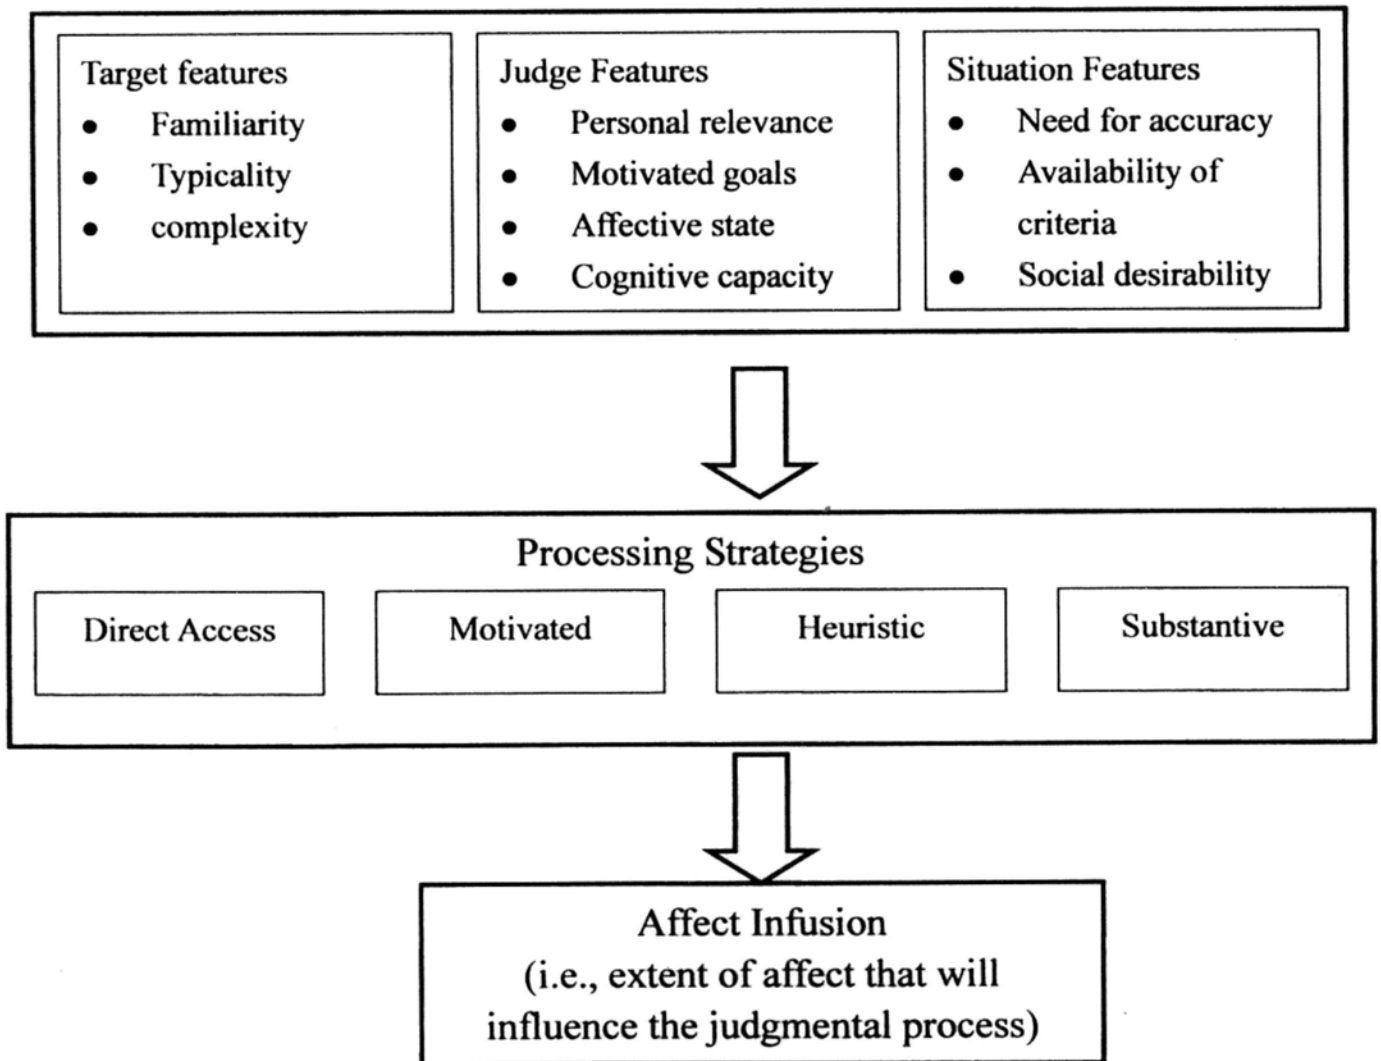 Target features
● Familiarity
● Typicality
● complexity
Judge Features
● Personal relevance
● Motivated goals
● Affective state
● Cognitive capacity
Situation Features
● Need for accuracy
● Availability of
criteria
● Social desirability
Processing Strategies
Direct Access
Motivated
Heuristic
Substantive
Affect Infusion
(i.e., extent of affect that will
influence the judgmental process)